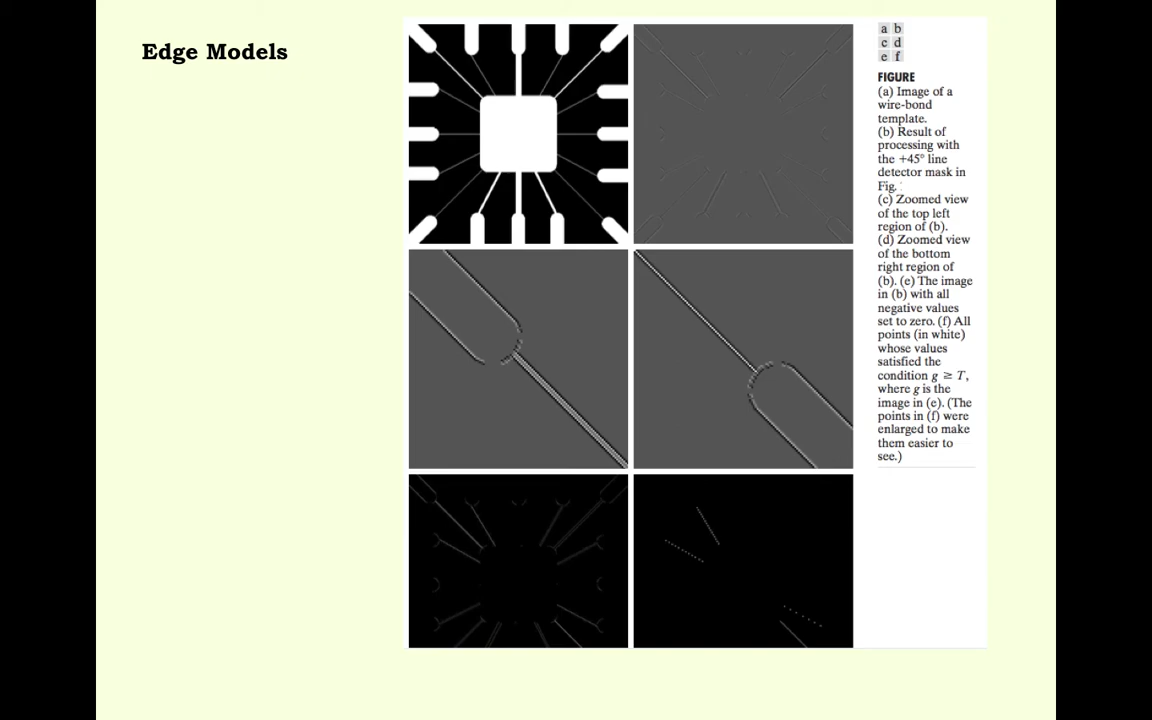 Edge Models
a b
c d
e f
FIGURE
(a) Image of a
wire-bond
template.
(b) Result of
processing with
the +45° line
detector mask in
Fig.
(c) Zoomed view
of the top left
region of (b).
(d) Zoomed view
of the bottom
right region of
(b). (e) The image
in (b) with all
negative values
set to zero. (f) All
points (in white)
whose values
satisfied the
condition g ≥ T,
where g is the
image in (e). (The
points in (f) were
enlarged to make
them easier to
see.)